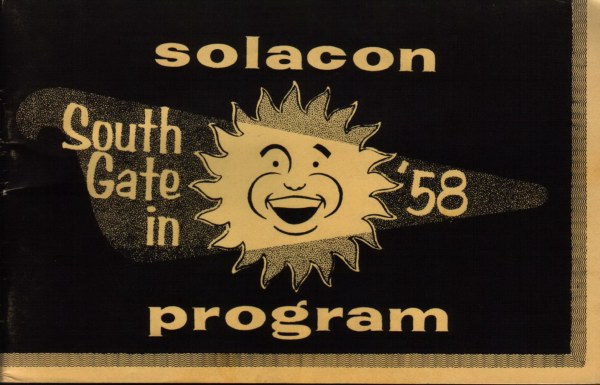 solacon
South
Gate
in
'58
program